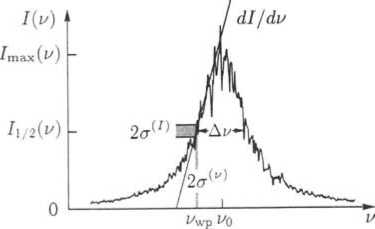 I(ν)
dI/dν
I_max(ν)
I_1/2(ν)
2σ^(I)
Δν
2σ^(ν)
0
ν_wp ν_0
ν